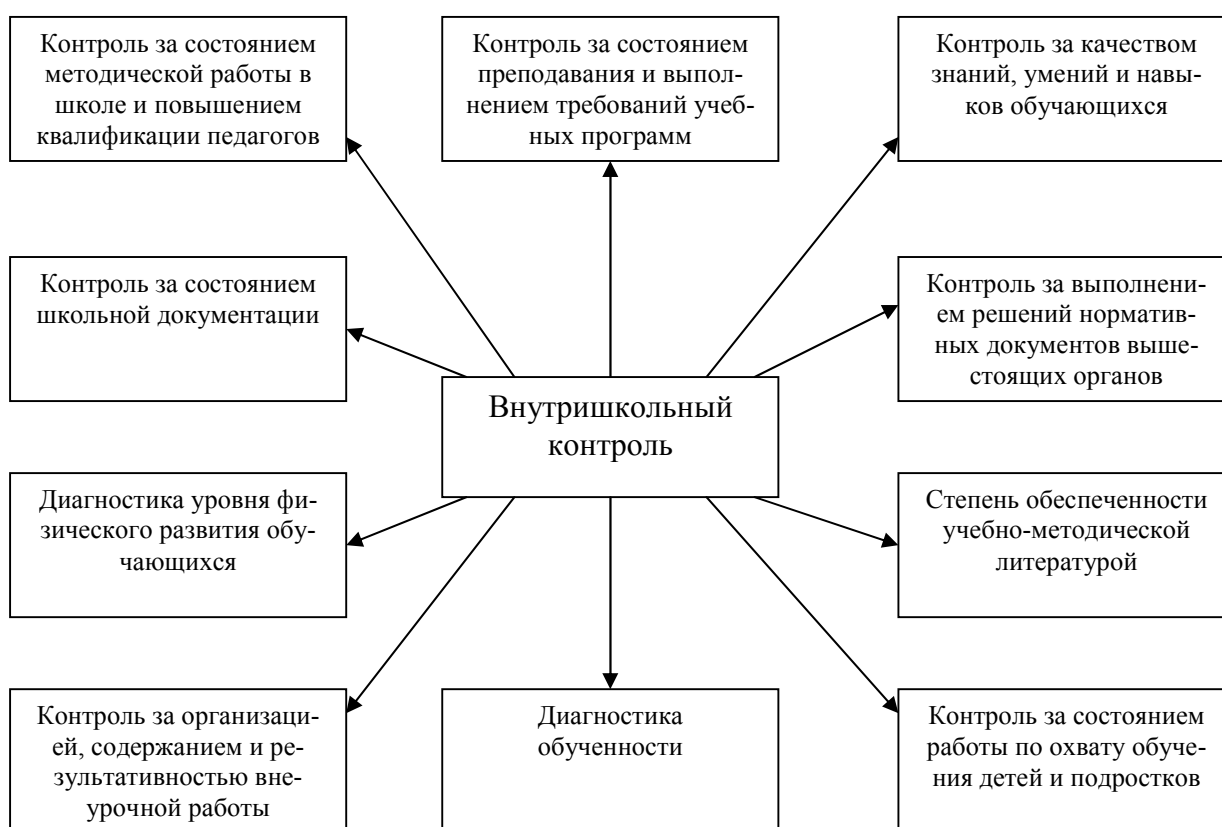 Контроль за состоянием
методической работы в
школе и повышением
квалификации педагогов
Контроль за состоянием
преподавания и выпол-
нением требований учеб-
ных программ
Контроль за качеством
знаний, умений и навы-
ков обучающихся
Контроль за состоянием
школьной документации
Контроль за выполнени-
ем решений норматив-
ных документов выше-
стоящих органов
Внутришкольный
контроль
Диагностика уровня фи-
зического развития обу-
чающихся
Степень обеспеченности
учебно-методической
литературой
Контроль за организаци-
ей, содержанием и ре-
зультативностью вне-
урочной работы
Диагностика
обученности
Контроль за состоянием
работы по охвату обуче-
ния детей и подростков